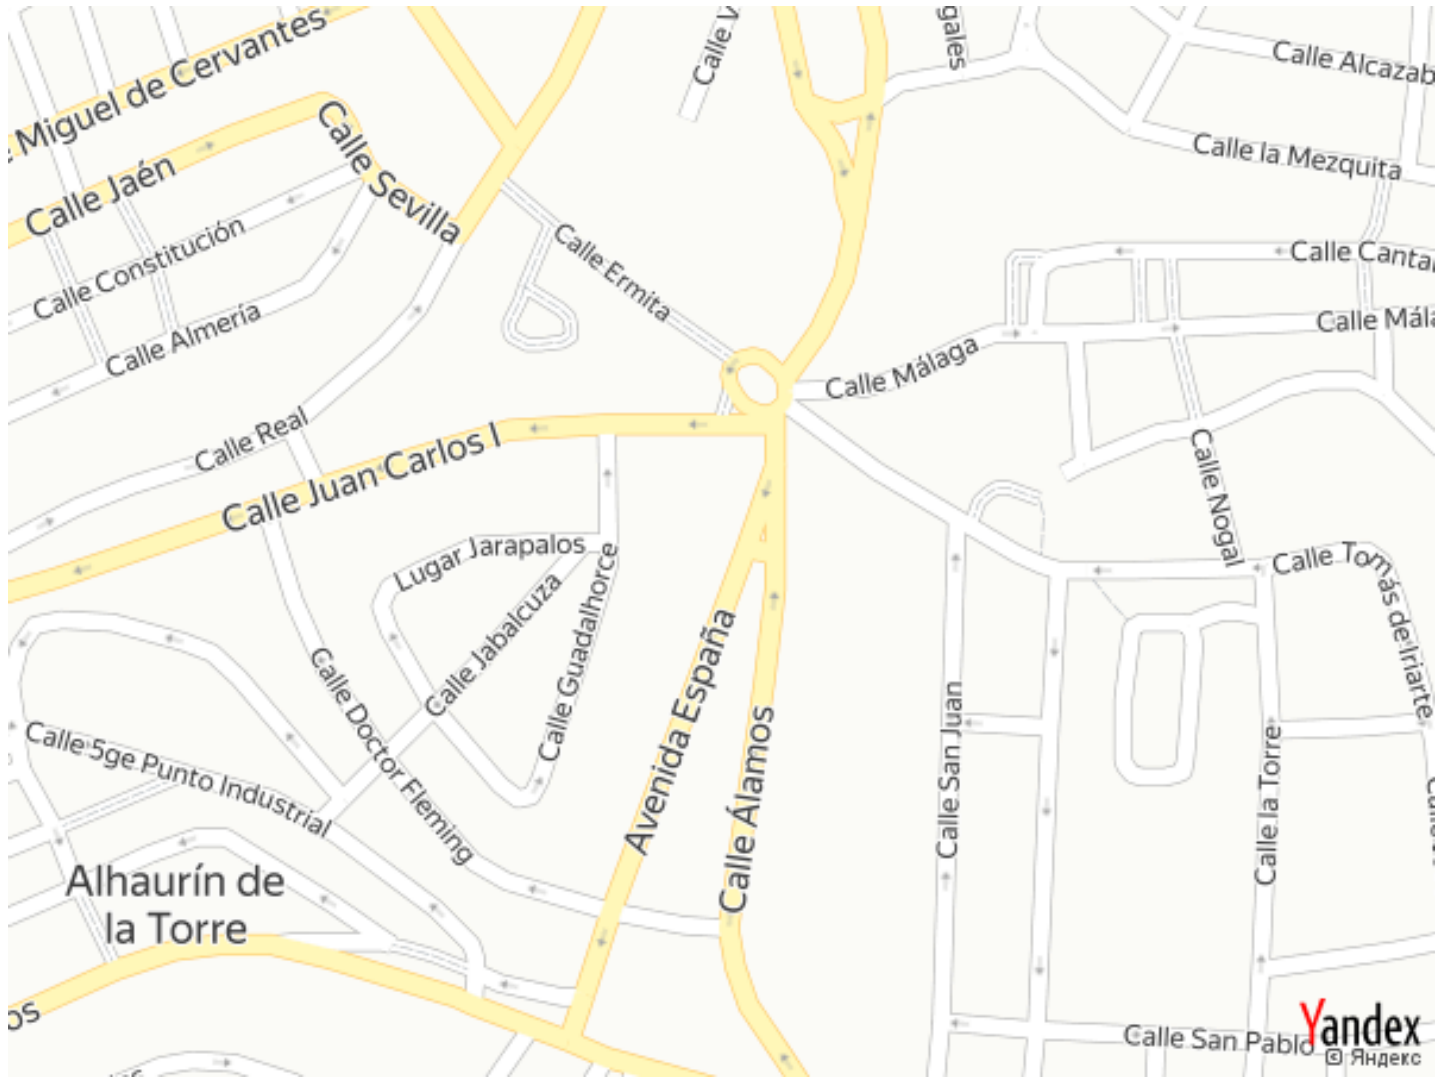 Miguel de Cervantes
Calle V
Calle Alcazab
Calle Sevilla
Calle la Mezquita
Calle Jaén
Calle Constitución
Calle Ermita
Calle Canta
Calle Almería
Calle Mála
Calle Málaga
Calle Real
Calle Juan Carlos I
Calle Nogal
Lugar Jarapalos
Calle Tomás de Iriarte
Calle Jabalcuza
Calle Guadalhorce
Calle Doctor Fleming
Avenida España
Calle Álamos
Calle San Juan
Calle la Torre
Calle 5ge Punto Industrial
Alhaurín de
la Torre
os
Calle San Pablo
Yandex
© Яндекс